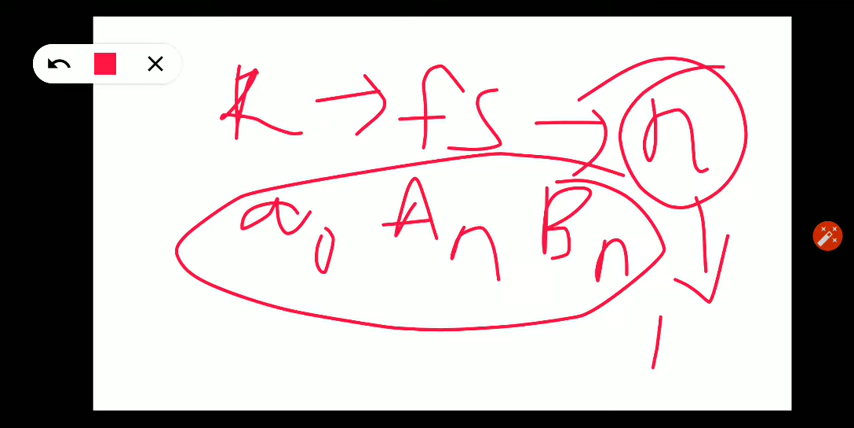 R → fs → n
a₀ Aₙ Bₙ
1